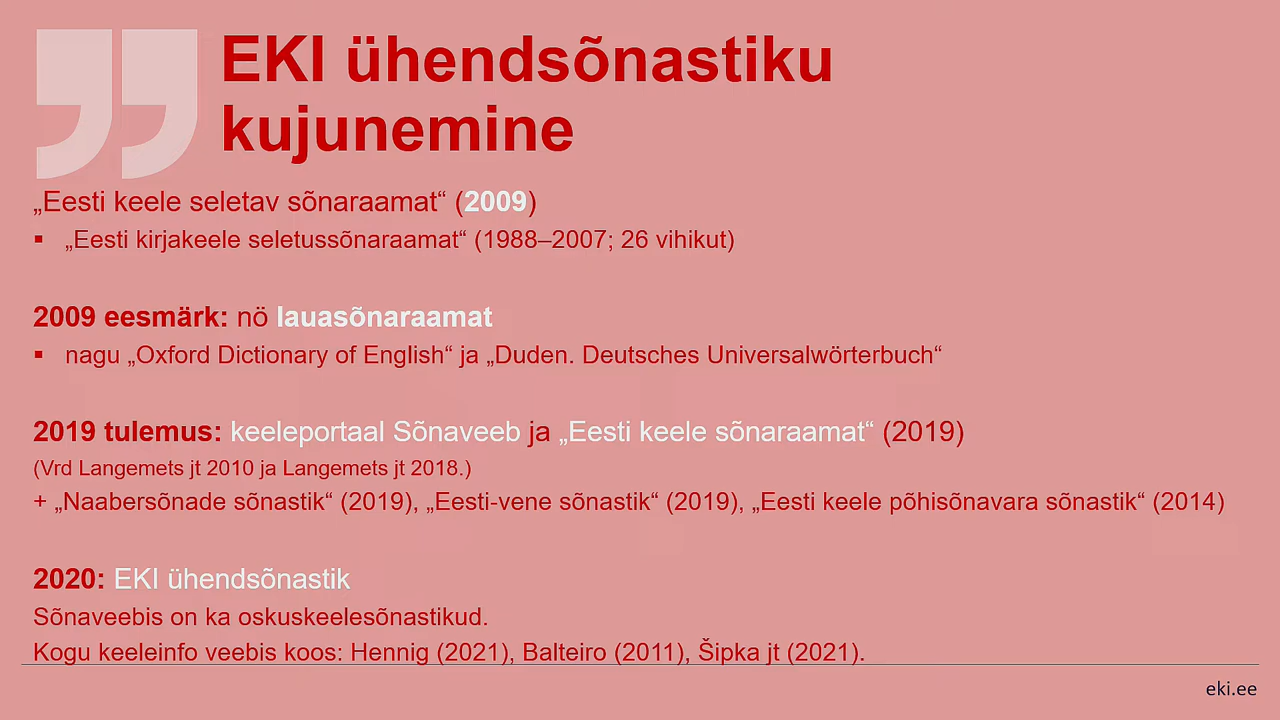 EKI ühendsõnastiku
kujunemine
„Eesti keele seletav sõnaraamat“ (2009)
▪ „Eesti kirjakeele seletussõnaraamat“ (1988–2007; 26 vihikut)
2009 eesmärk: nö lauasõnaraamat
▪ nagu „Oxford Dictionary of English“ ja „Duden. Deutsches Universalwörterbuch“
2019 tulemus: keeleportaal Sõnaveeb ja „Eesti keele sõnaraamat“ (2019)
(Vrd Langemets jt 2010 ja Langemets jt 2018.)
+ „Naabersõnade sõnastik“ (2019), „Eesti-vene sõnastik“ (2019), „Eesti keele põhisõnavara sõnastik“ (2014)
2020: EKI ühendsõnastik
Sõnaveebis on ka oskuskeelesõnastikud.
Kogu keeleinfo veebis koos: Hennig (2021), Balteiro (2011), Šipka jt (2021).
eki.ee